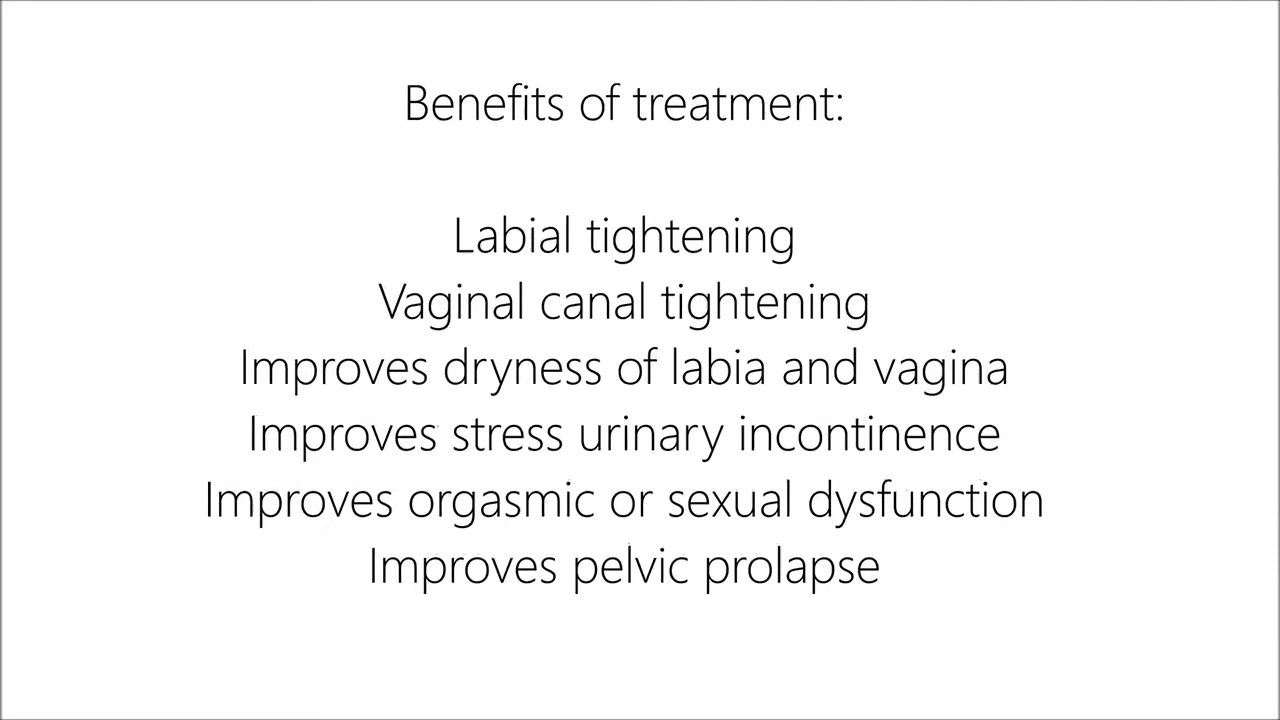 Benefits of treatment:
Labial tightening
Vaginal canal tightening
Improves dryness of labia and vagina
Improves stress urinary incontinence
Improves orgasmic or sexual dysfunction
Improves pelvic prolapse